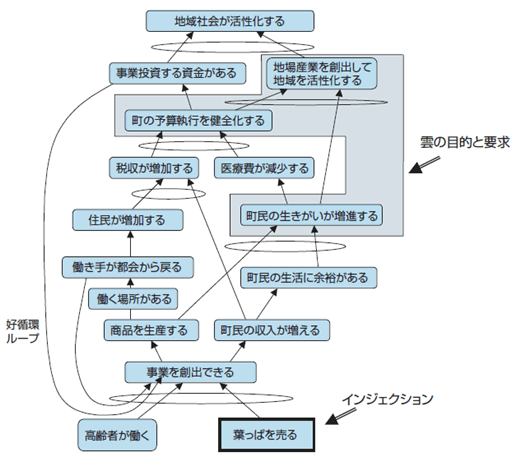 地域社会が活性化する
事業投資する資金がある
地場産業を創出して
地域を活性化する
町の予算執行を健全化する
雲の目的と要求
税収が増加する
医療費が減少する
住民が増加する
町民の生きがいが増進する
働き手が都会から戻る
町民の生活に余裕がある
働く場所がある
好循環
ループ
商品を生産する
町民の収入が増える
事業を創出できる
インジェクション
高齢者が働く
葉っぱを売る